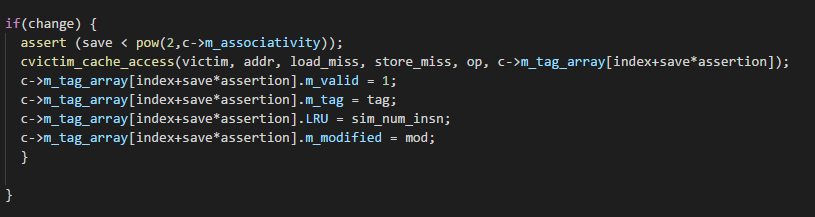 if(change) {
assert (save < pow(2,c->m_associativity));
cvictim_cache_access(victim, addr, load_miss, store_miss, op, c->m_tag_array[index+save*assertion]);
c->m_tag_array[index+save*assertion].m_valid = 1;
c->m_tag_array[index+save*assertion].m_tag = tag;
c->m_tag_array[index+save*assertion].LRU = sim_num_insn;
c->m_tag_array[index+save*assertion].m_modified = mod;
}
}